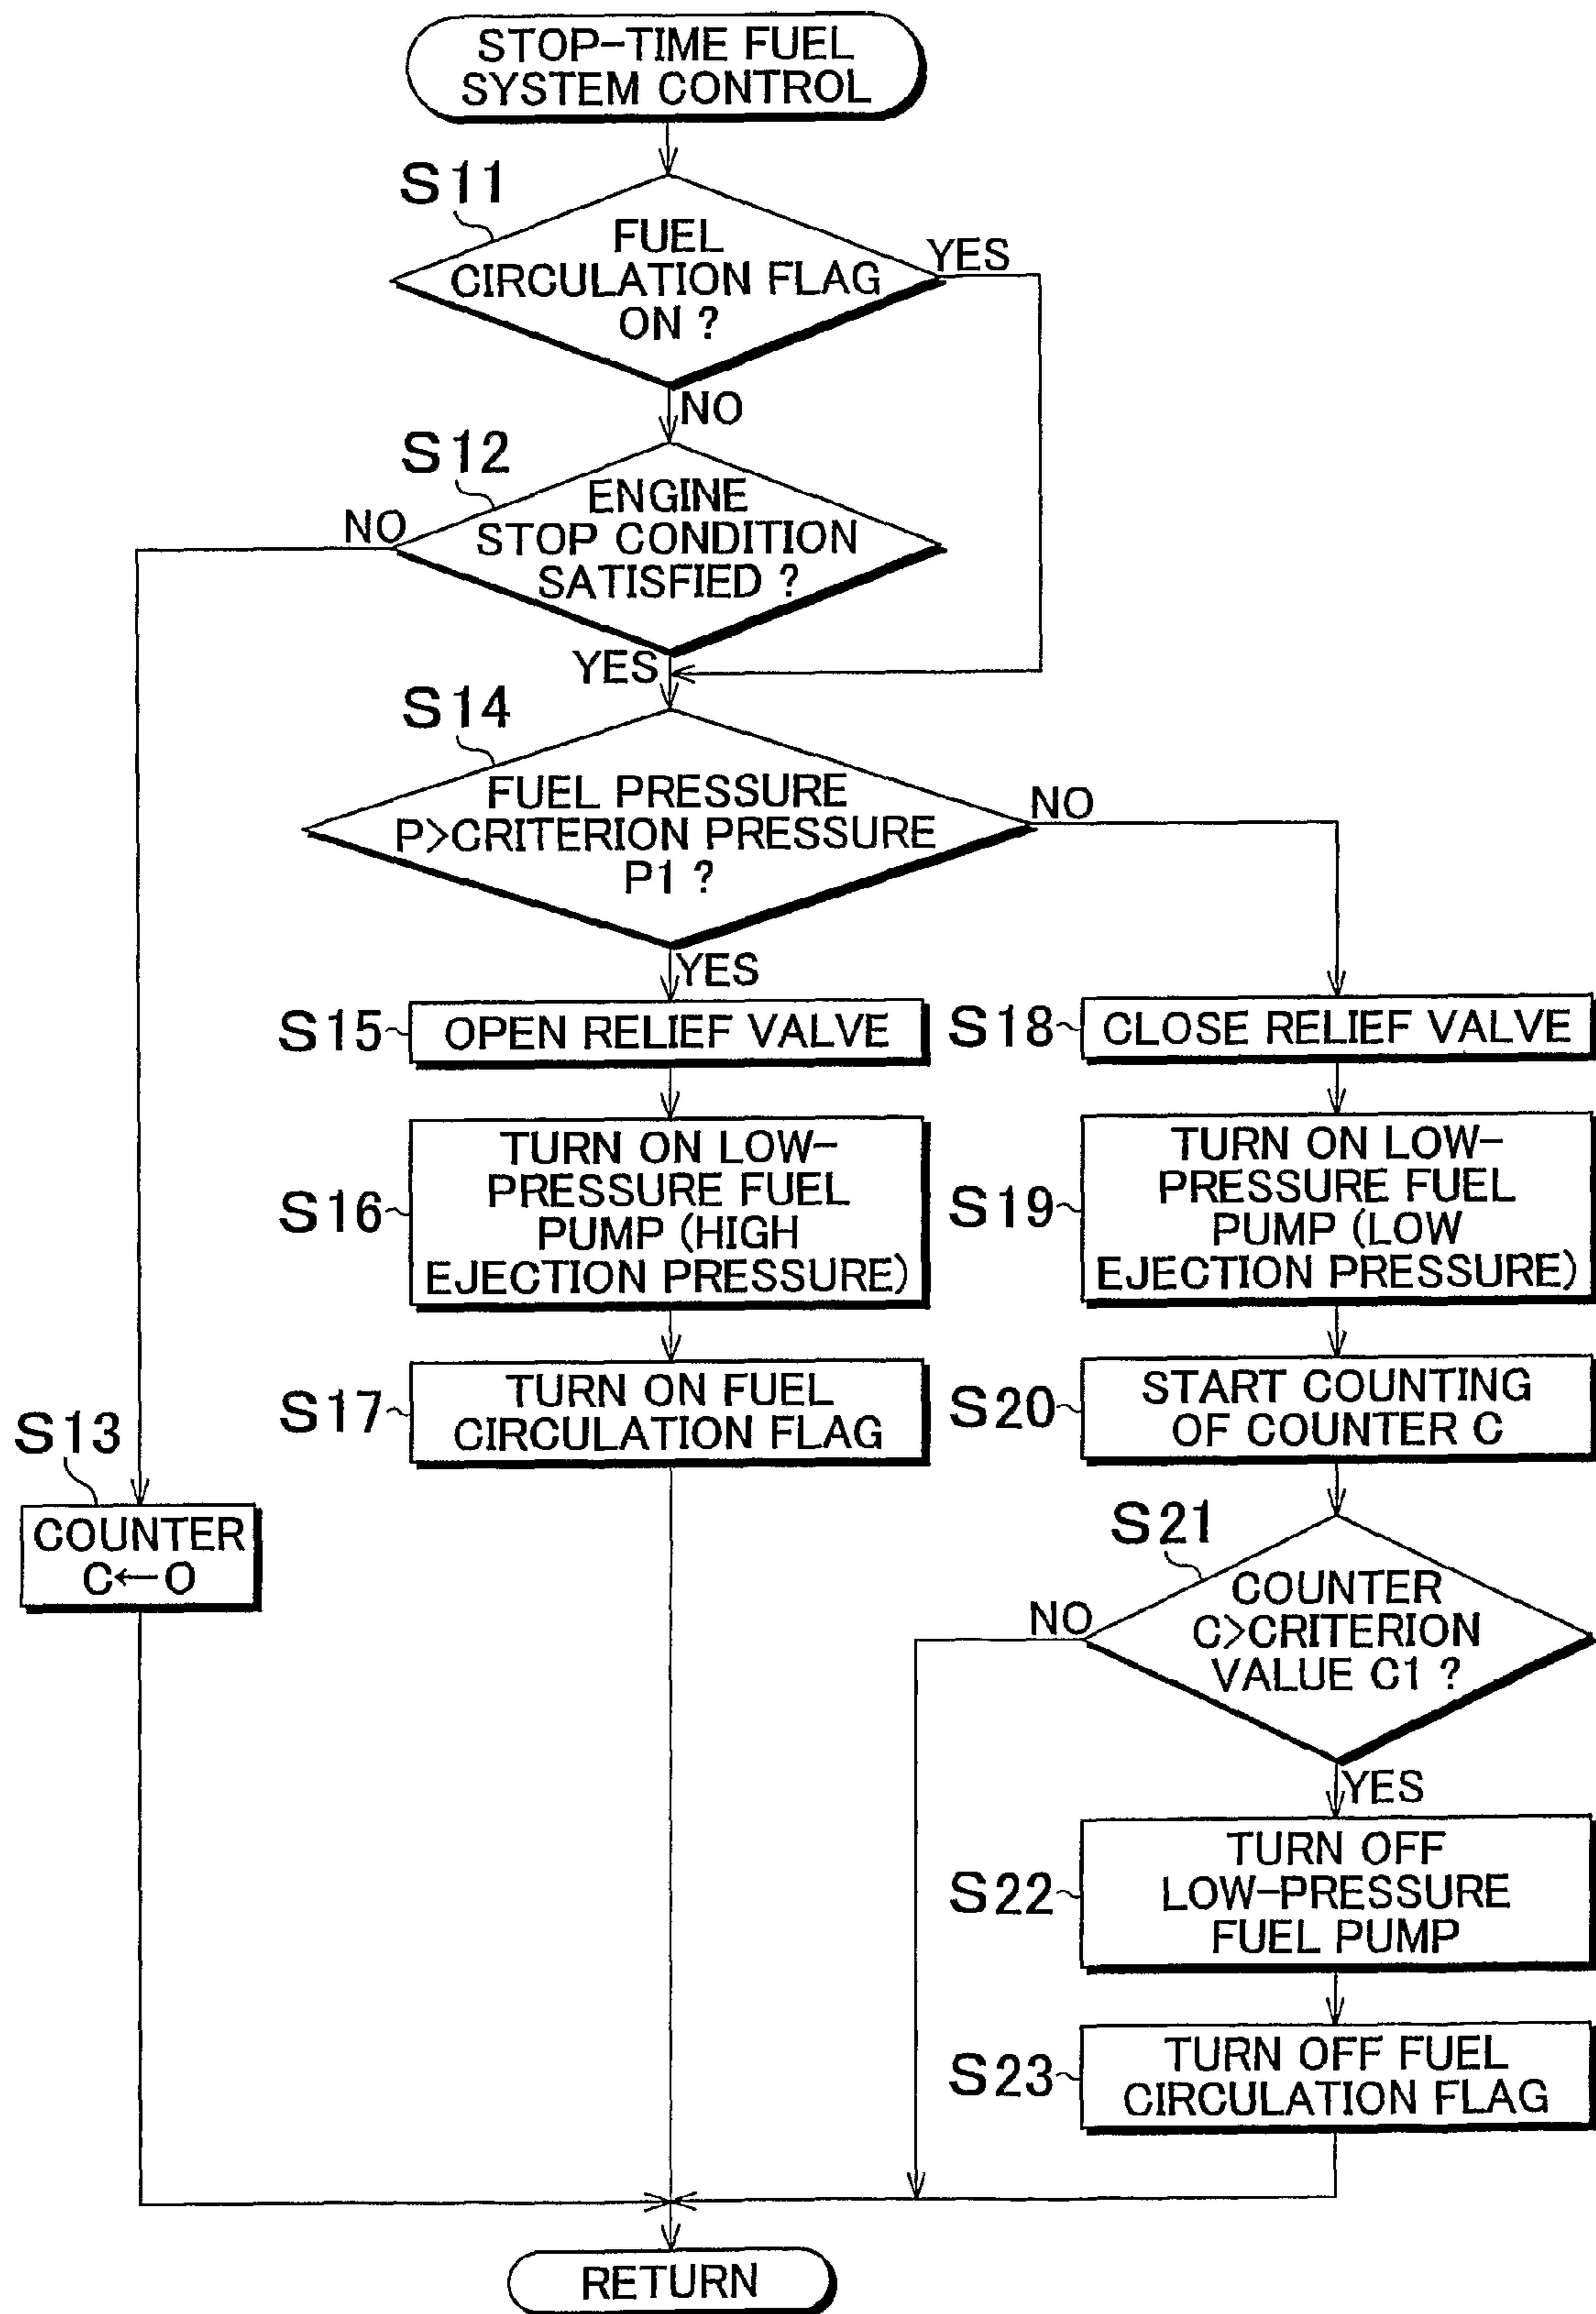 STOP-TIME FUEL
SYSTEM CONTROL
S11
FUEL
CIRCULATION FLAG
ON ?
YES
NO
S12
ENGINE
STOP CONDITION
SATISFIED ?
NO
YES
S14
FUEL PRESSURE
P>CRITERION PRESSURE
P1 ?
NO
YES
S15
OPEN RELIEF VALVE
S18
CLOSE RELIEF VALVE
S16
TURN ON LOW-
PRESSURE FUEL
PUMP (HIGH
EJECTION PRESSURE)
S19
TURN ON LOW-
PRESSURE FUEL
PUMP (LOW
EJECTION PRESSURE)
S17
TURN ON FUEL
CIRCULATION FLAG
S20
START COUNTING
OF COUNTER C
S13
COUNTER
C←0
S21
COUNTER
C>CRITERION
VALUE C1 ?
NO
YES
S22
TURN OFF
LOW-PRESSURE
FUEL PUMP
S23
TURN OFF FUEL
CIRCULATION FLAG
RETURN